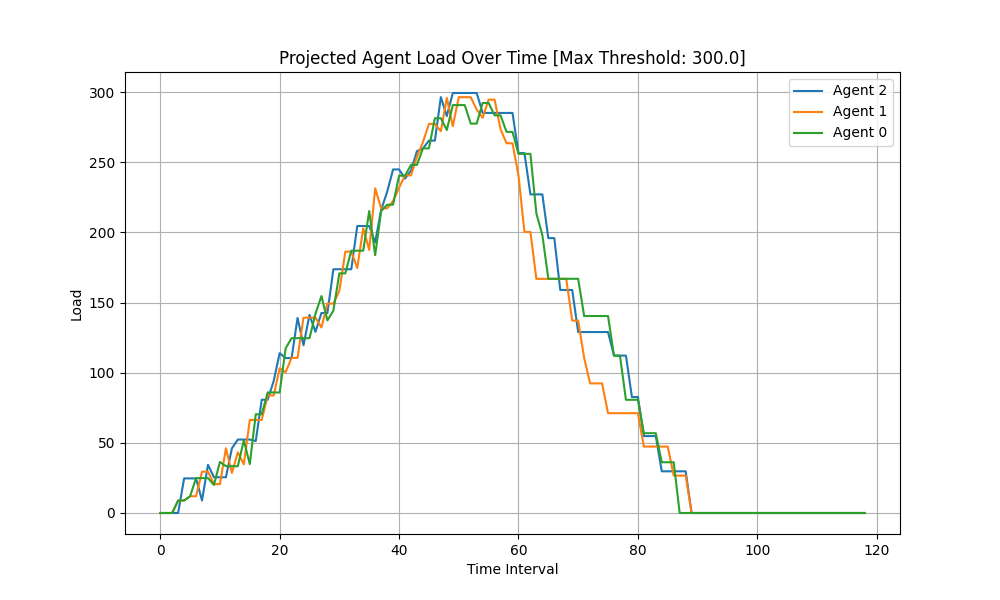 Projected Agent Load Over Time [Max Threshold: 300.0]
Agent 2
Agent 1
Agent 0
Load
300
250
200
150
100
50
0
0 20 40 60 80 100 120
Time Interval